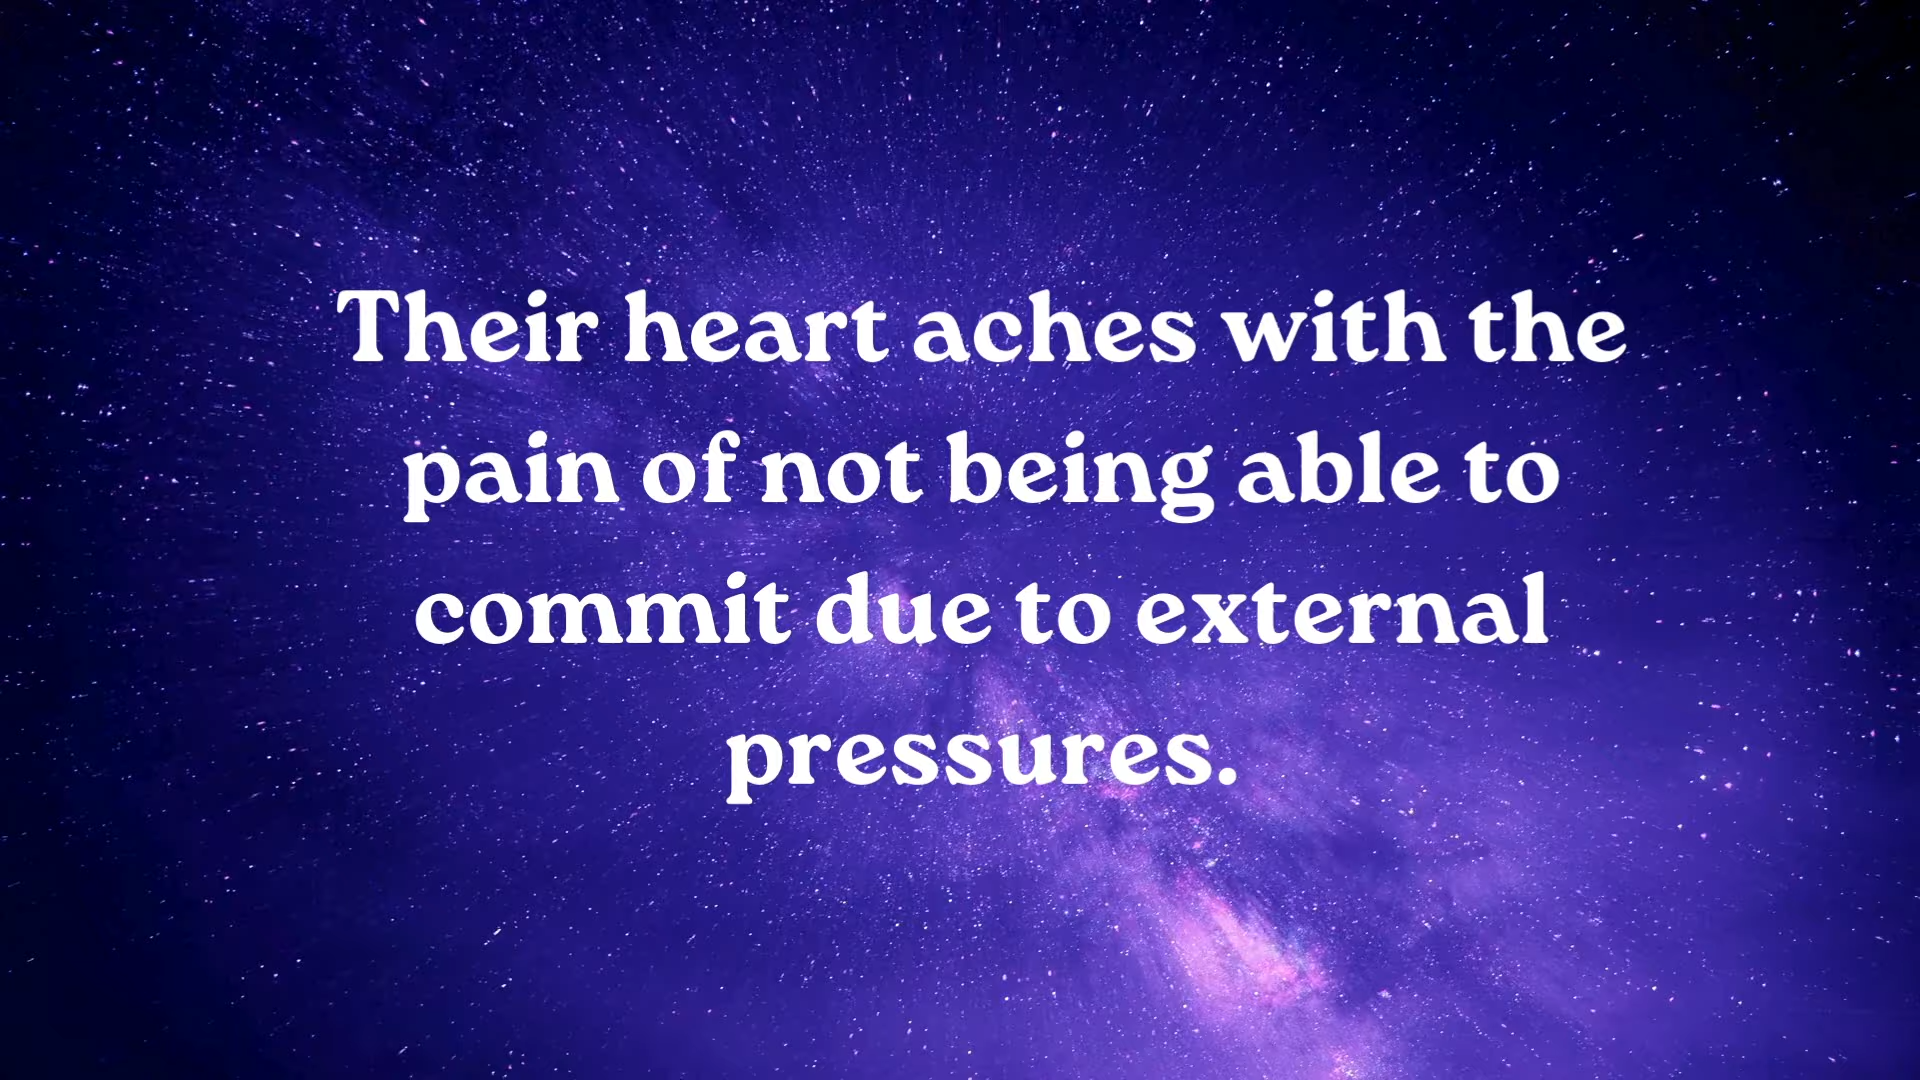 Their heart aches with the
pain of not being able to
commit due to external
pressures.